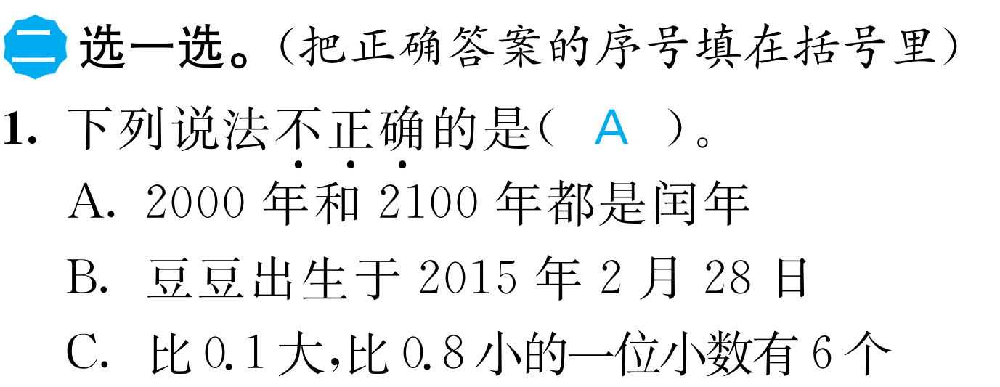 二 选一选。(把正确答案的序号填在括号里)
1. 下列说法不正确的是( A )。
A. 2000 年和 2100 年都是闰年
B. 豆豆出生于 2015 年 2 月 28 日
C. 比 0.1 大,比 0.8 小的一位小数有 6 个